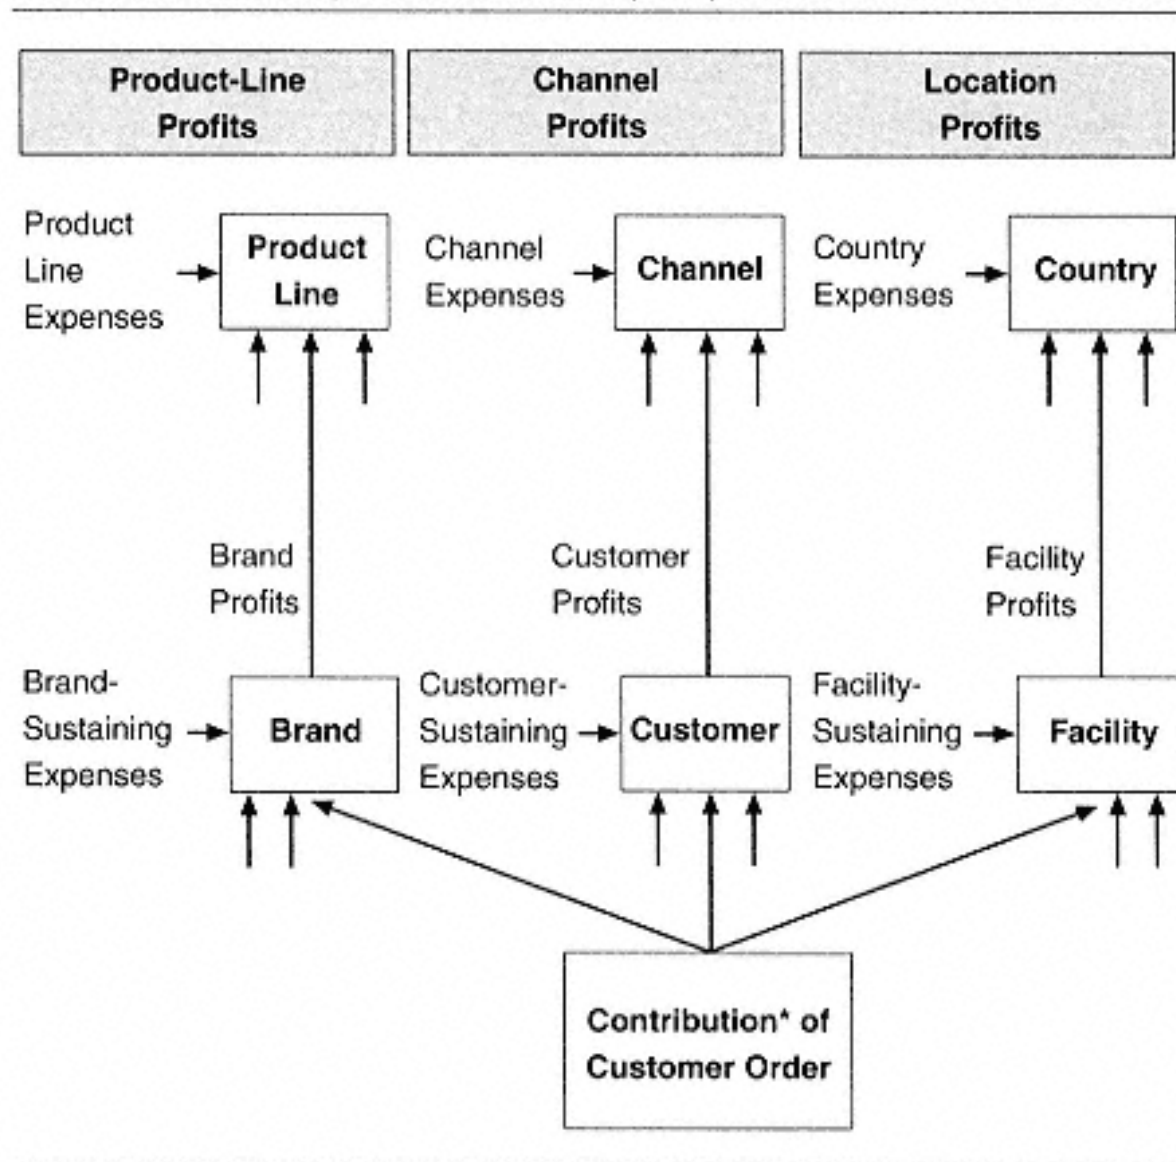 Product-Line
Profits
Channel
Profits
Location
Profits
Product
Line
Expenses
Product
Line
Channel
Expenses
Channel
Country
Expenses
Country
Brand
Profits
Customer
Profits
Facility
Profits
Brand-
Sustaining
Expenses
Brand
Customer-
Sustaining
Expenses
Customer
Facility-
Sustaining
Expenses
Facility
Contribution* of
Customer Order